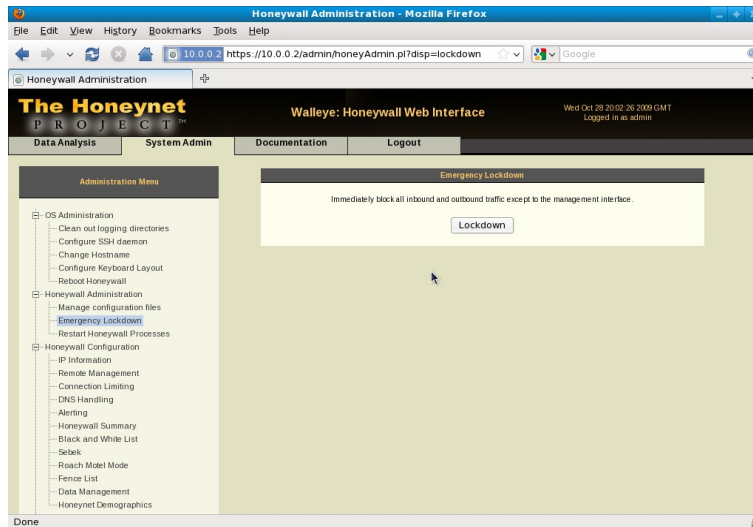 Honeywall Administration - Mozilla Firefox
File Edit View History Bookmarks Tools Help
10.0.0.2 https://10.0.0.2/admin/honeyAdmin.pl?disp=lockdown Google
Honeywall Administration
The Honeynet
PROJECT™
Walleye: Honeywall Web Interface
Wed Oct 28 20:02:26 2009 GMT
Logged in as admin
Data Analysis System Admin Documentation Logout
Administration Menu
OS Administration
Clean out logging directories
Configure SSH daemon
Change Hostname
Configure Keyboard Layout
Reboot Honeywall
Honeywall Administration
Manage configuration files
Emergency Lockdown
Restart Honeywall Processes
Honeywall Configuration
IP Information
Remote Management
Connection Limiting
DNS Handling
Alerting
Honeywall Summary
Black and White List
Sebek
Roach Motel Mode
Fence List
Data Management
Honeynet Demographics
Emergency Lockdown
Immediately block all inbound and outbound traffic except to the management interface.
Lockdown
Done